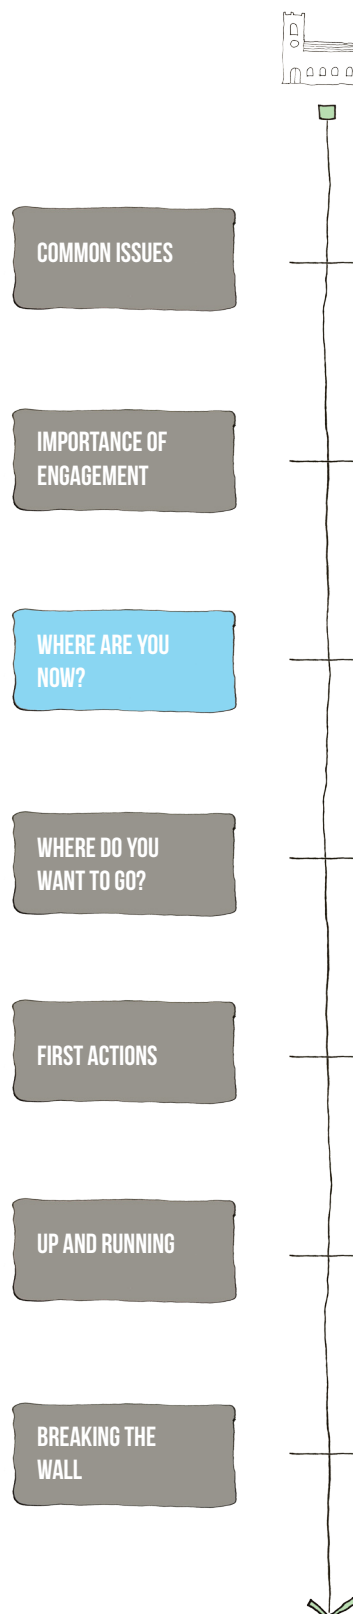 COMMON ISSUES
IMPORTANCE OF
ENGAGEMENT
WHERE ARE YOU
NOW?
WHERE DO YOU
WANT TO GO?
FIRST ACTIONS
UP AND RUNNING
BREAKING THE
WALL